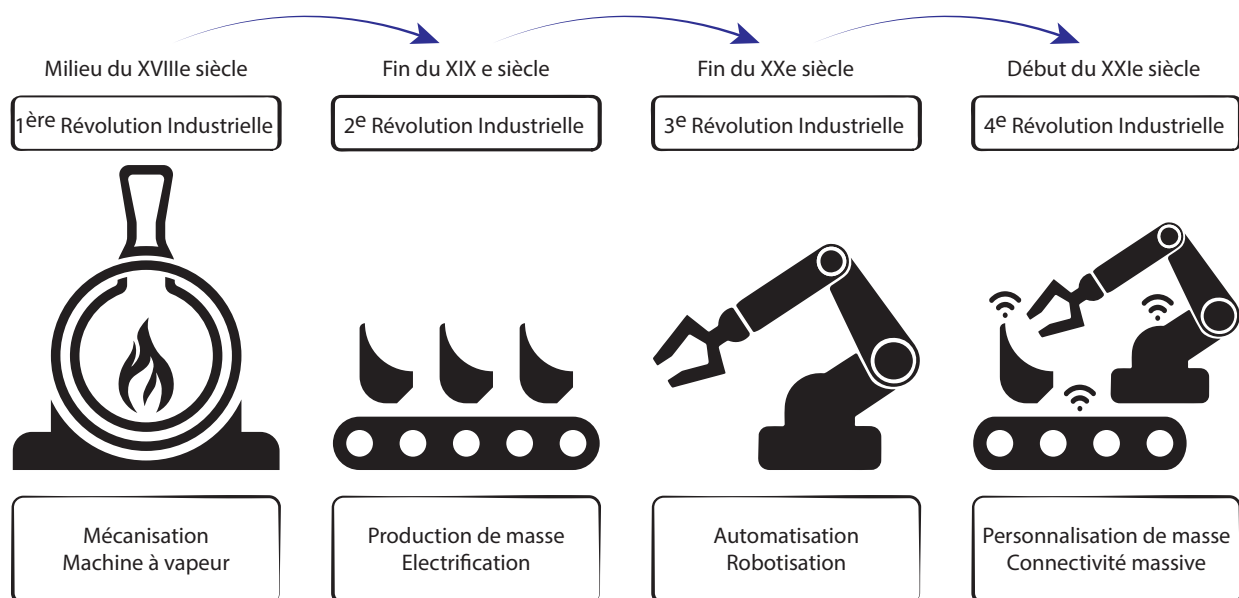 Milieu du XVIIIe siècle
Fin du XIX e siècle
Fin du XXe siècle
Début du XXIe siècle
1ère Révolution Industrielle
2e Révolution Industrielle
3e Révolution Industrielle
4e Révolution Industrielle
Mécanisation
Machine à vapeur
Production de masse
Electrification
Automatisation
Robotisation
Personnalisation de masse
Connectivité massive